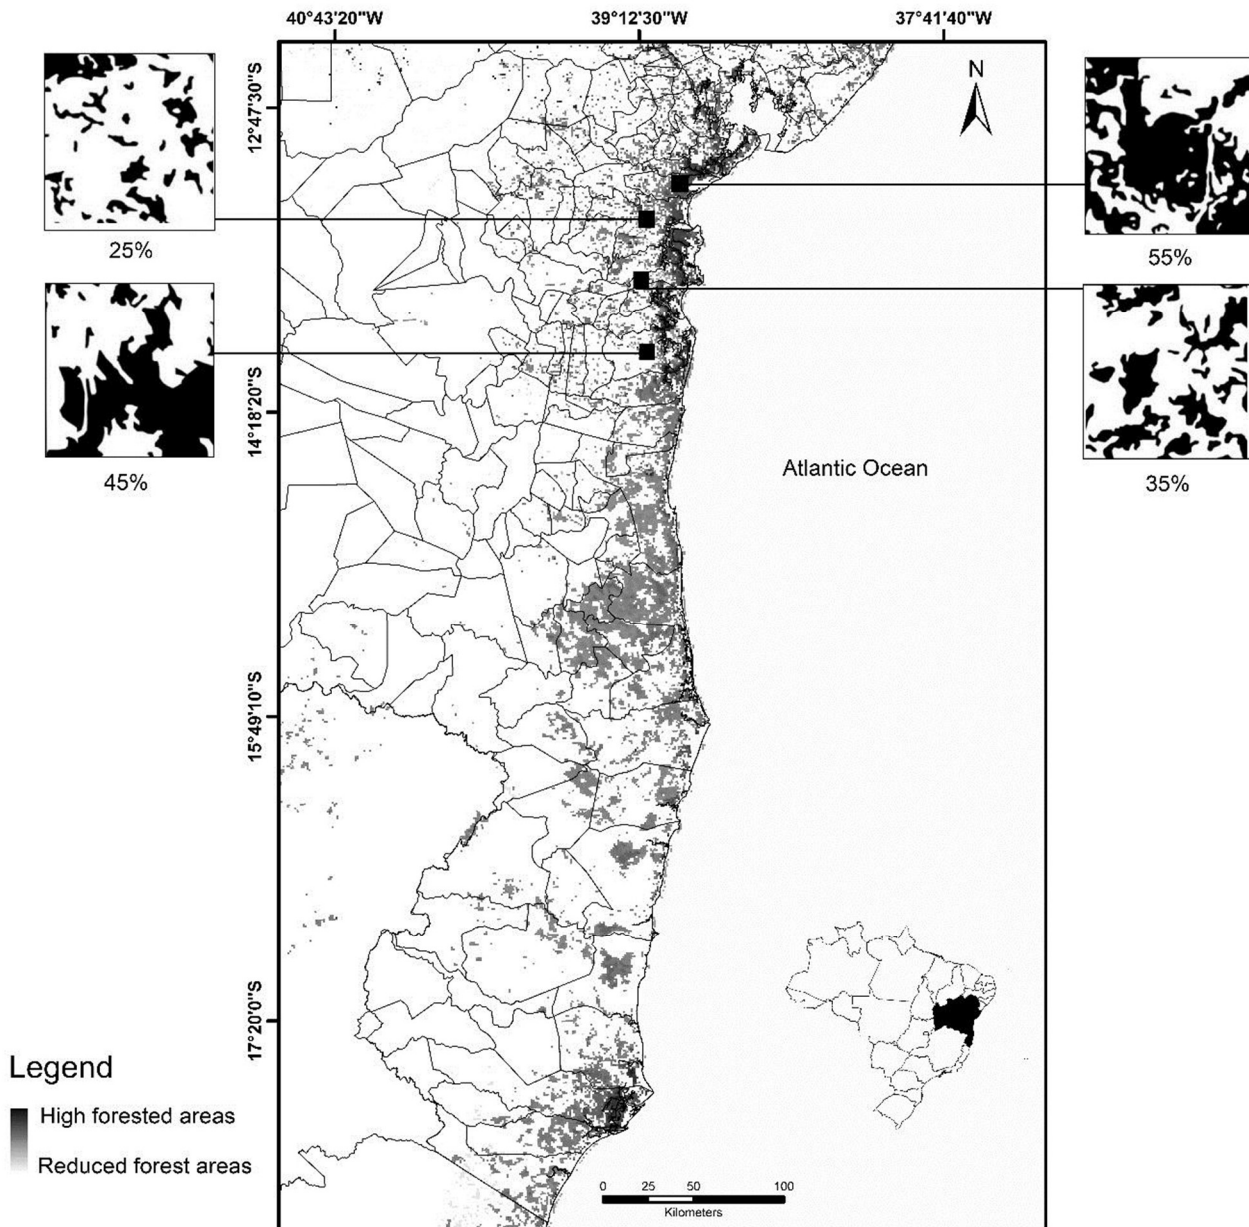 40°43'20"W
39°12'30"W
37°41'40"W
12°47'30"S
N
25%
55%
45%
35%
14°18'20"S
Atlantic Ocean
15°49'10"S
17°20'0"S
Legend
High forested areas
Reduced forest areas
0 25 50 100
Kilometers